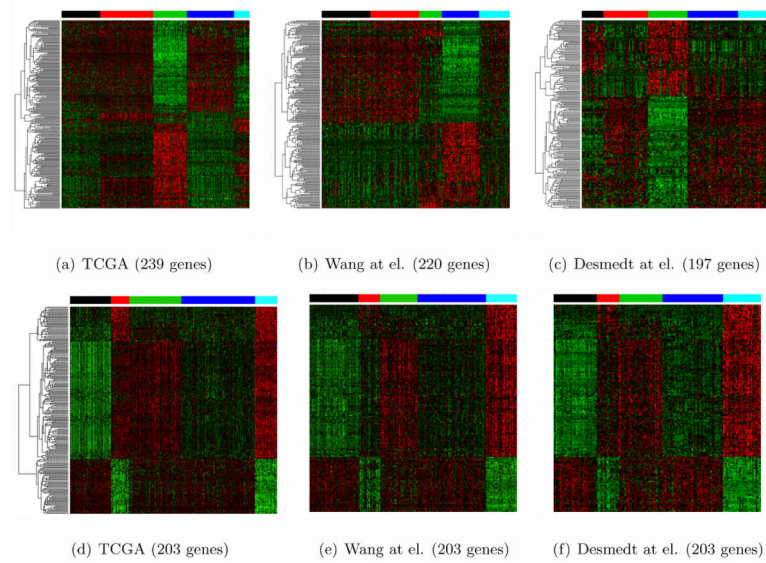 (a) TCGA (239 genes)
(b) Wang at el. (220 genes)
(c) Desmedt at el. (197 genes)
(d) TCGA (203 genes)
(e) Wang at el. (203 genes)
(f) Desmedt at el. (203 genes)